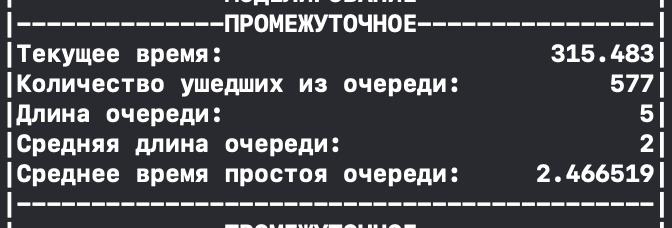 |---------------ПРОМЕЖУТОЧНОЕ-----------------|
|Текущее время: 315.483|
|Количество ушедших из очереди: 577|
|Длина очереди: 5|
|Средняя длина очереди: 2|
|Среднее время простоя очереди: 2.466519|
|---------------------------------------------|